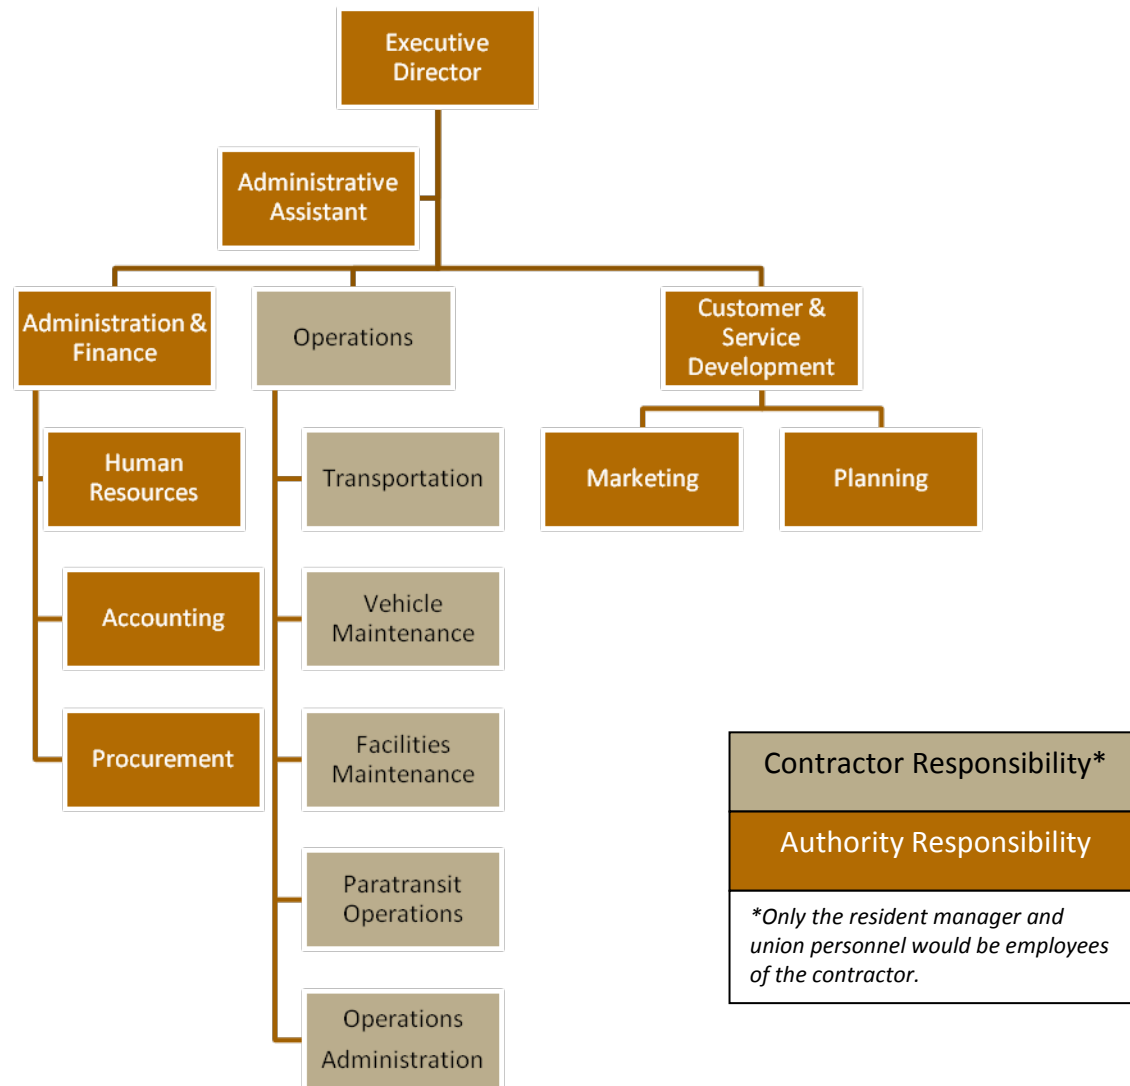 Executive
Director
Administrative
Assistant
Administration &
Finance
Operations
Customer &
Service
Development
Human
Resources
Transportation
Marketing
Planning
Accounting
Vehicle
Maintenance
Procurement
Facilities
Maintenance
Paratransit
Operations
Operations
Administration
Contractor Responsibility*
Authority Responsibility
*Only the resident manager and
union personnel would be employees
of the contractor.